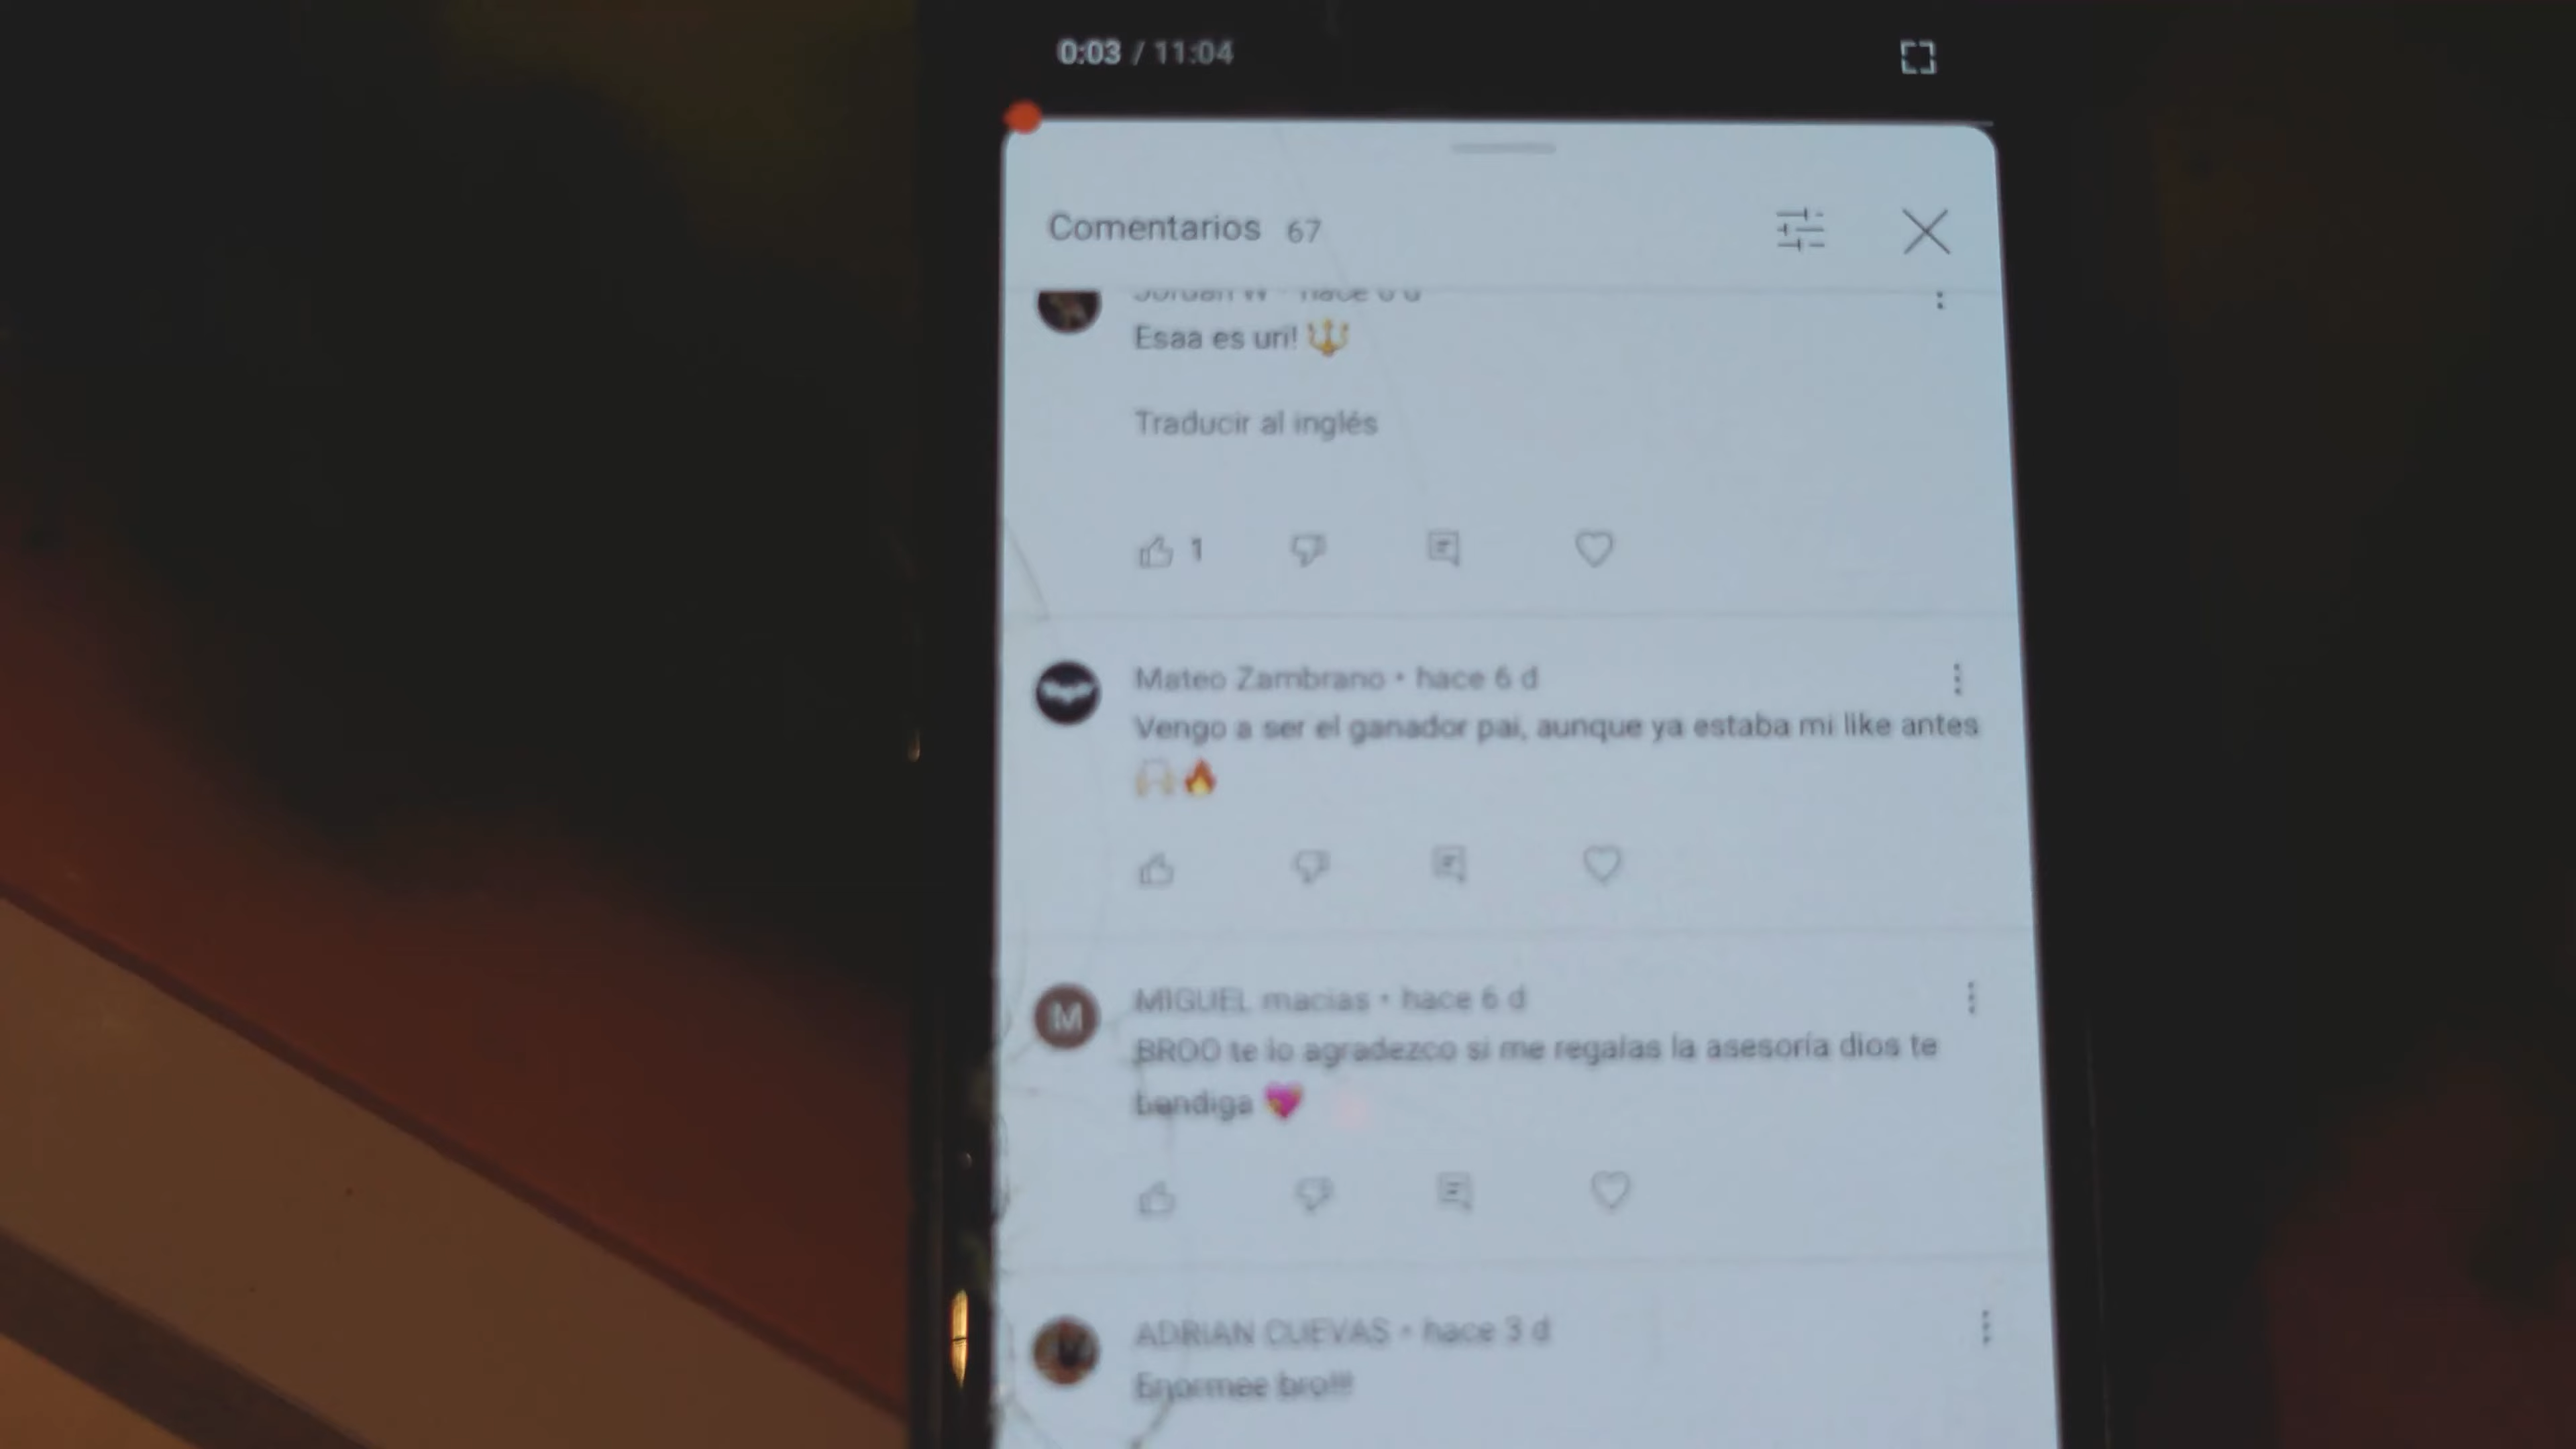 0:03 / 11:04
Comentarios 67
Esaa es uri! 🔱
Traducir al inglés
1
Mateo Zambrano • hace 6 d
Vengo a ser el ganador pai, aunque ya estaba mi like antes
🙌🔥
M
MIGUEL macias • hace 6 d
BROO te lo agradezco si me regalas la asesoría dios te
bendiga 💖
ADRIAN CUEVAS • hace 3 d
Enormee bro!!!